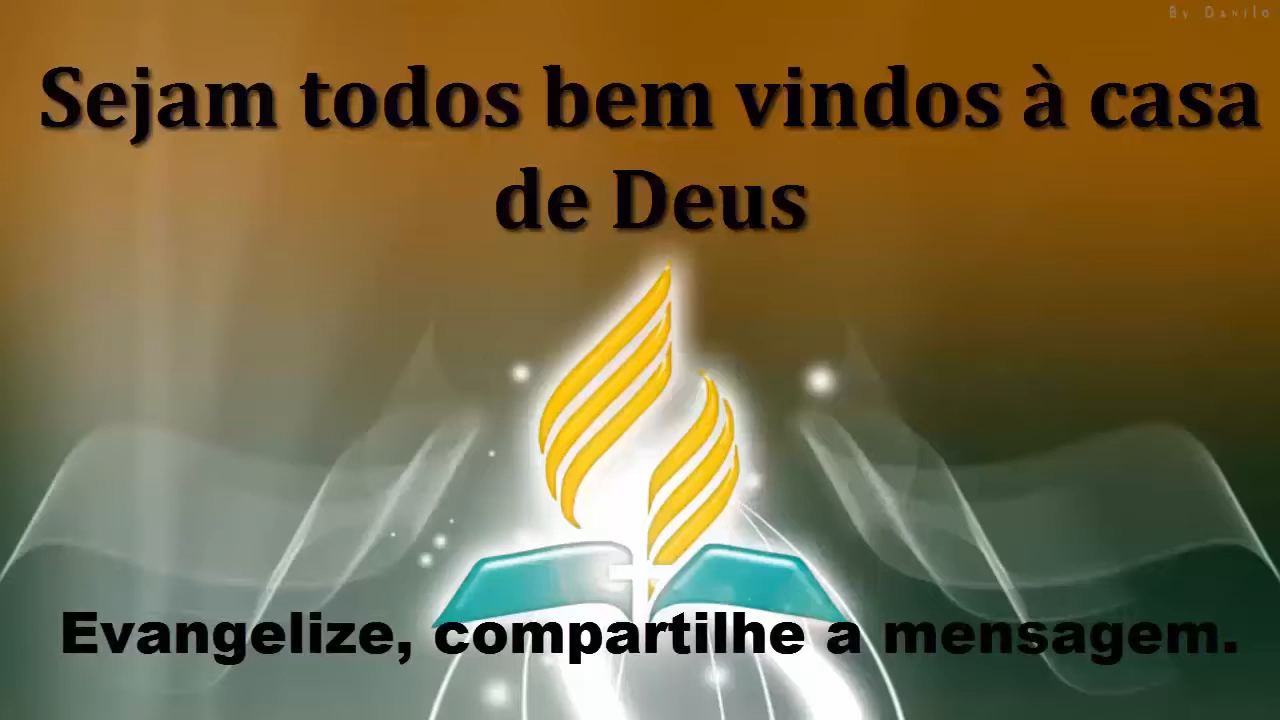 By Danilo
Sejam todos bem vindos à casa
de Deus
Evangelize, compartilhe a mensagem.